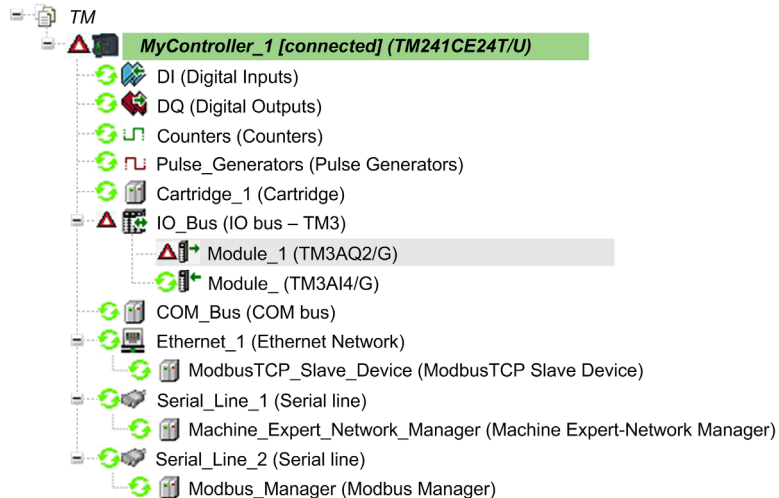 TM
MyController_1 [connected] (TM241CE24T/U)
DI (Digital Inputs)
DQ (Digital Outputs)
Counters (Counters)
Pulse_Generators (Pulse Generators)
Cartridge_1 (Cartridge)
IO_Bus (IO bus – TM3)
Module_1 (TM3AQ2/G)
Module_ (TM3AI4/G)
COM_Bus (COM bus)
Ethernet_1 (Ethernet Network)
ModbusTCP_Slave_Device (ModbusTCP Slave Device)
Serial_Line_1 (Serial line)
Machine_Expert_Network_Manager (Machine Expert-Network Manager)
Serial_Line_2 (Serial line)
Modbus_Manager (Modbus Manager)